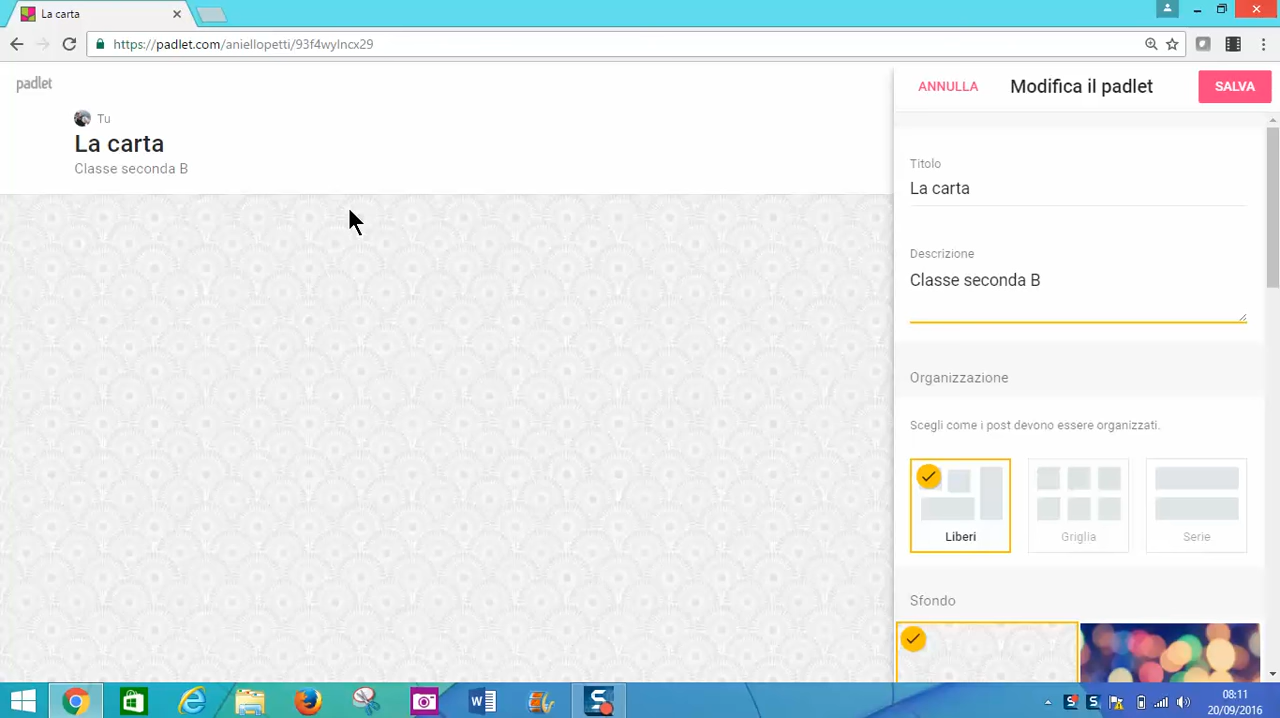 La carta
https://padlet.com/aniellopetti/93f4wylncx29
padlet
Tu
La carta
Classe seconda B
ANNULLA
Modifica il padlet
SALVA
Titolo
La carta
Descrizione
Classe seconda B
Organizzazione
Scegli come i post devono essere organizzati.
Liberi
Griglia
Serie
Sfondo
08:11
20/09/2016